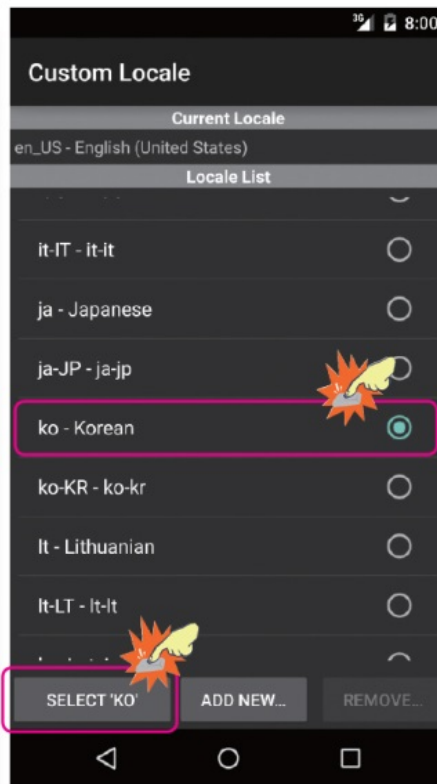 3G 8:00
Custom Locale
Current Locale
en_US - English (United States)
Locale List
it-IT - it-it
ja - Japanese
ja-JP - ja-jp
ko - Korean
ko-KR - ko-kr
lt - Lithuanian
lt-LT - lt-lt
SELECT 'KO' ADD NEW... REMOVE...